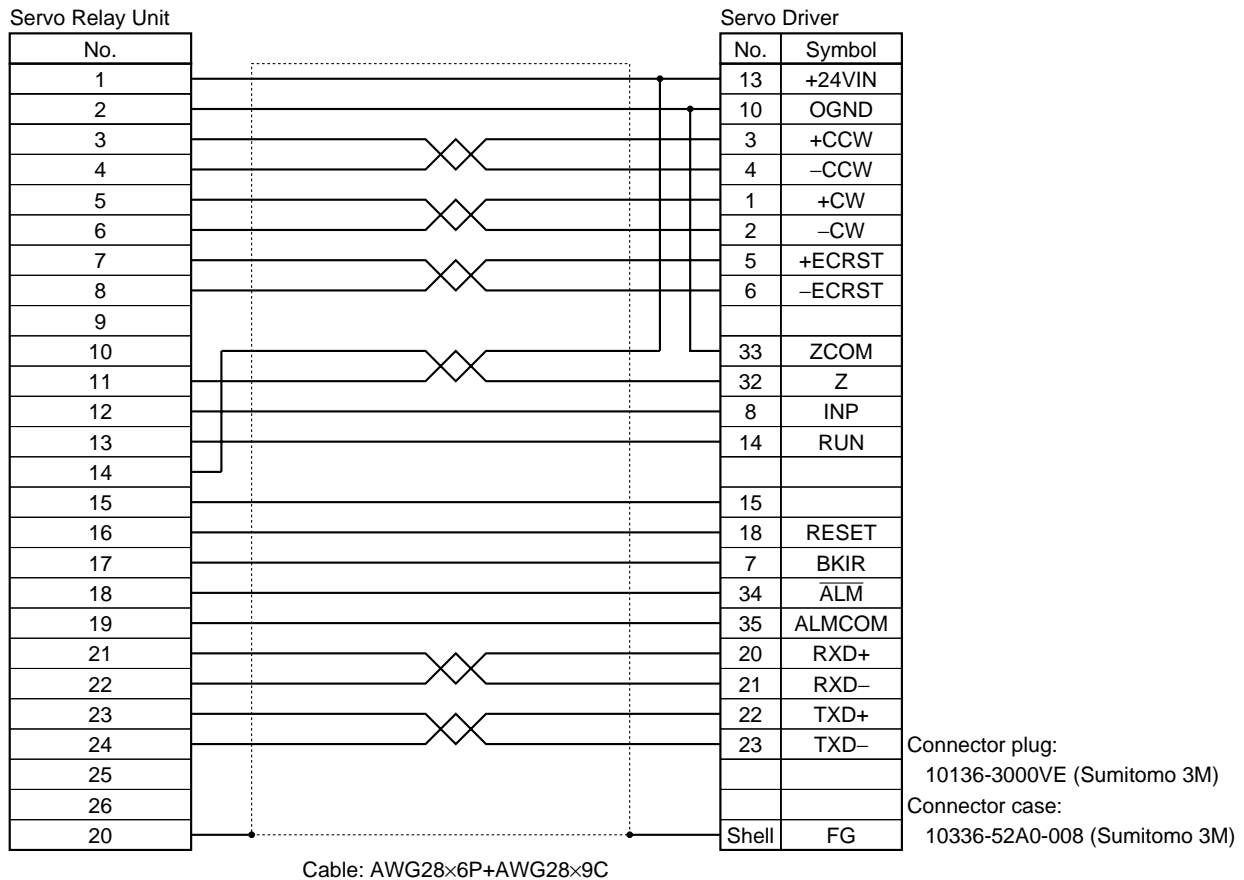 Servo Relay Unit Servo Driver
No. No. Symbol
1 13 +24VIN
2 10 OGND
3 3 +CCW
4 4 −CCW
5 1 +CW
6 2 −CW
7 5 +ECRST
8 6 −ECRST
9
10 33 ZCOM
11 32 Z
12 8 INP
13 14 RUN
14
15 15
16 18 RESET
17 7 BKIR
18 34 A̅L̅M̅
19 35 ALMCOM
21 20 RXD+
22 21 RXD−
23 22 TXD+
24 23 TXD− Connector plug:
25 10136-3000VE (Sumitomo 3M)
26 Connector case:
20 Shell FG 10336-52A0-008 (Sumitomo 3M)
Cable: AWG28×6P+AWG28×9C